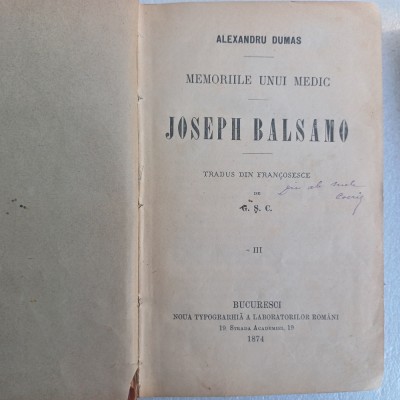 ALEXANDRU DUMAS
MEMORIILE UNUI MEDIC
JOSEPH BALSAMO
TRADUS DIN FRANÇOSESCE
DE
G. Ș. C.
III
BUCURESCI
NOUA TYPOGRAPHIĂ A LABORATORILOR ROMÂNI
19 STRADA ACADEMIEI, 19
1874